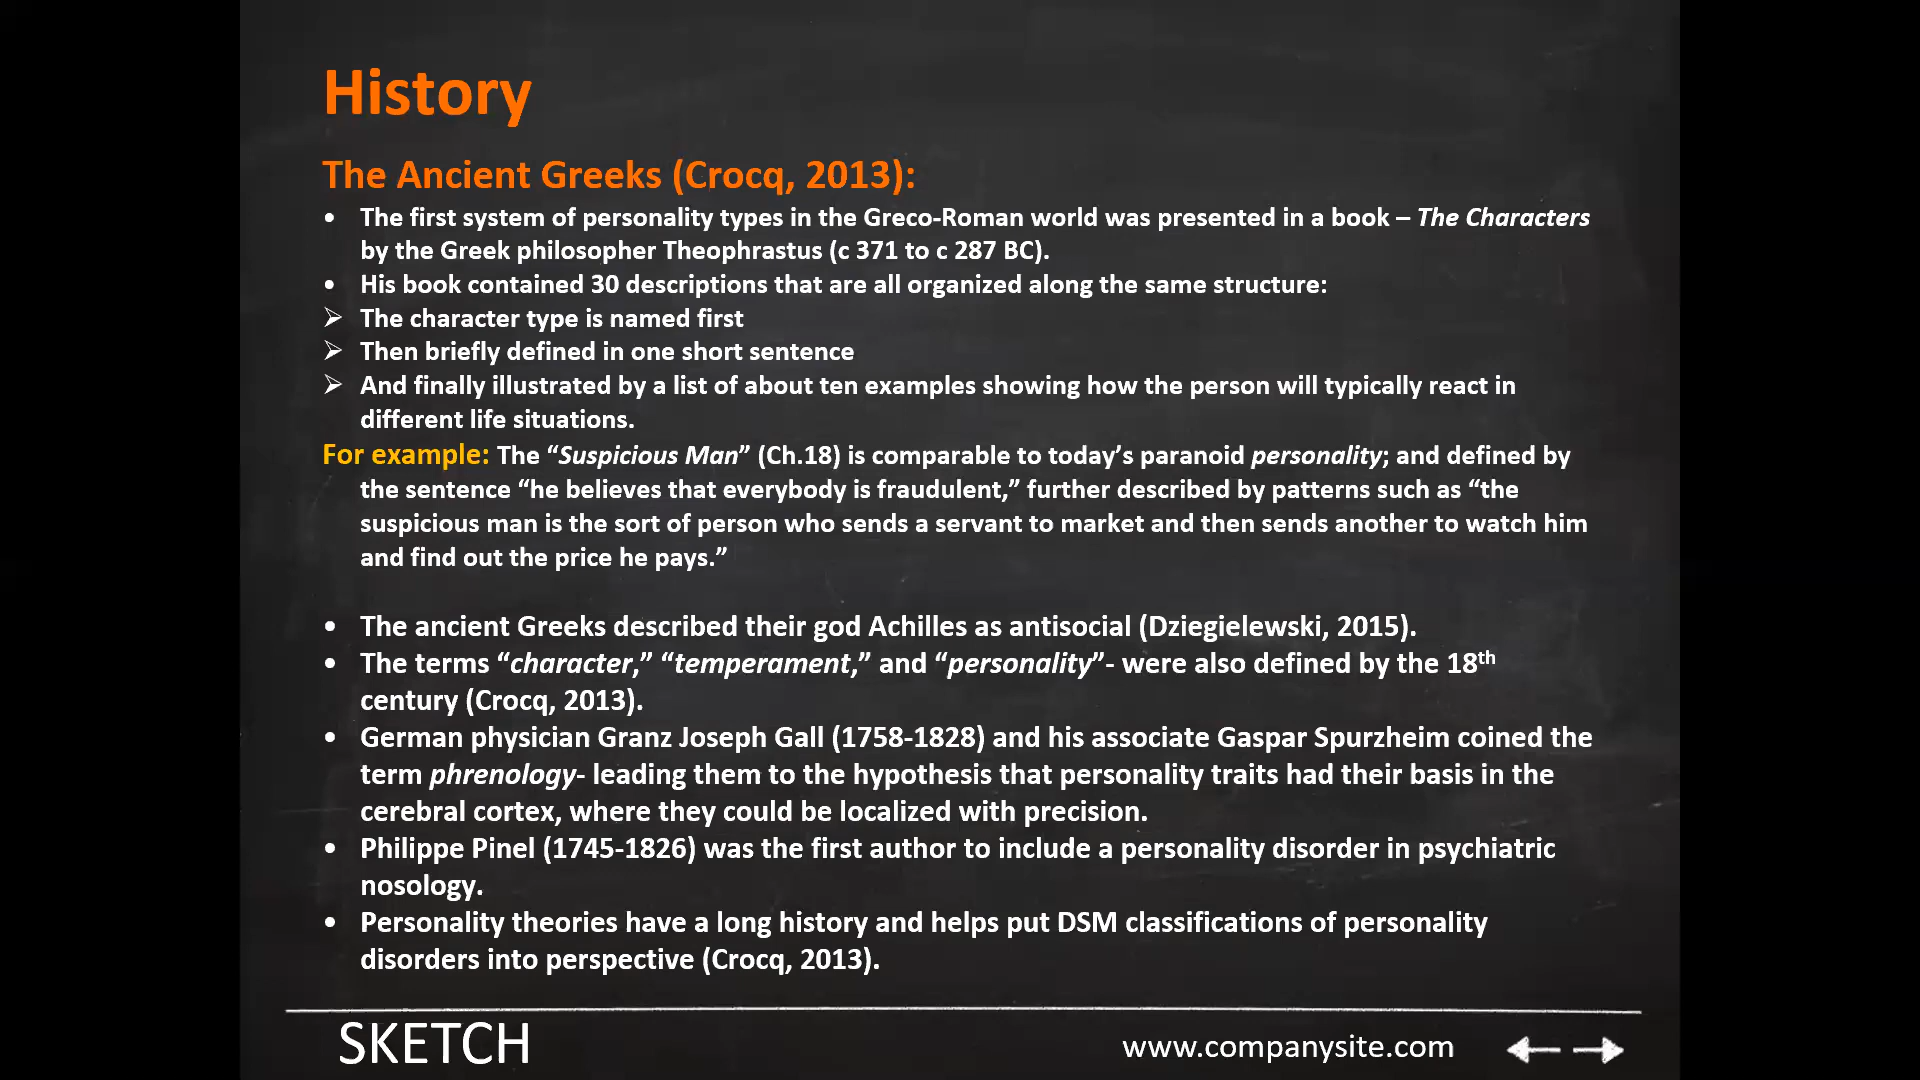 History
The Ancient Greeks (Crocq, 2013):
• The first system of personality types in the Greco-Roman world was presented in a book – The Characters
by the Greek philosopher Theophrastus (c 371 to c 287 BC).
• His book contained 30 descriptions that are all organized along the same structure:
➢ The character type is named first
➢ Then briefly defined in one short sentence
➢ And finally illustrated by a list of about ten examples showing how the person will typically react in
different life situations.
For example: The “Suspicious Man” (Ch.18) is comparable to today’s paranoid personality; and defined by
the sentence “he believes that everybody is fraudulent,” further described by patterns such as “the
suspicious man is the sort of person who sends a servant to market and then sends another to watch him
and find out the price he pays.”
• The ancient Greeks described their god Achilles as antisocial (Dziegielewski, 2015).
• The terms “character,” “temperament,” and “personality”- were also defined by the 18th
century (Crocq, 2013).
• German physician Granz Joseph Gall (1758-1828) and his associate Gaspar Spurzheim coined the
term phrenology- leading them to the hypothesis that personality traits had their basis in the
cerebral cortex, where they could be localized with precision.
• Philippe Pinel (1745-1826) was the first author to include a personality disorder in psychiatric
nosology.
• Personality theories have a long history and helps put DSM classifications of personality
disorders into perspective (Crocq, 2013).
SKETCH
www.companysite.com